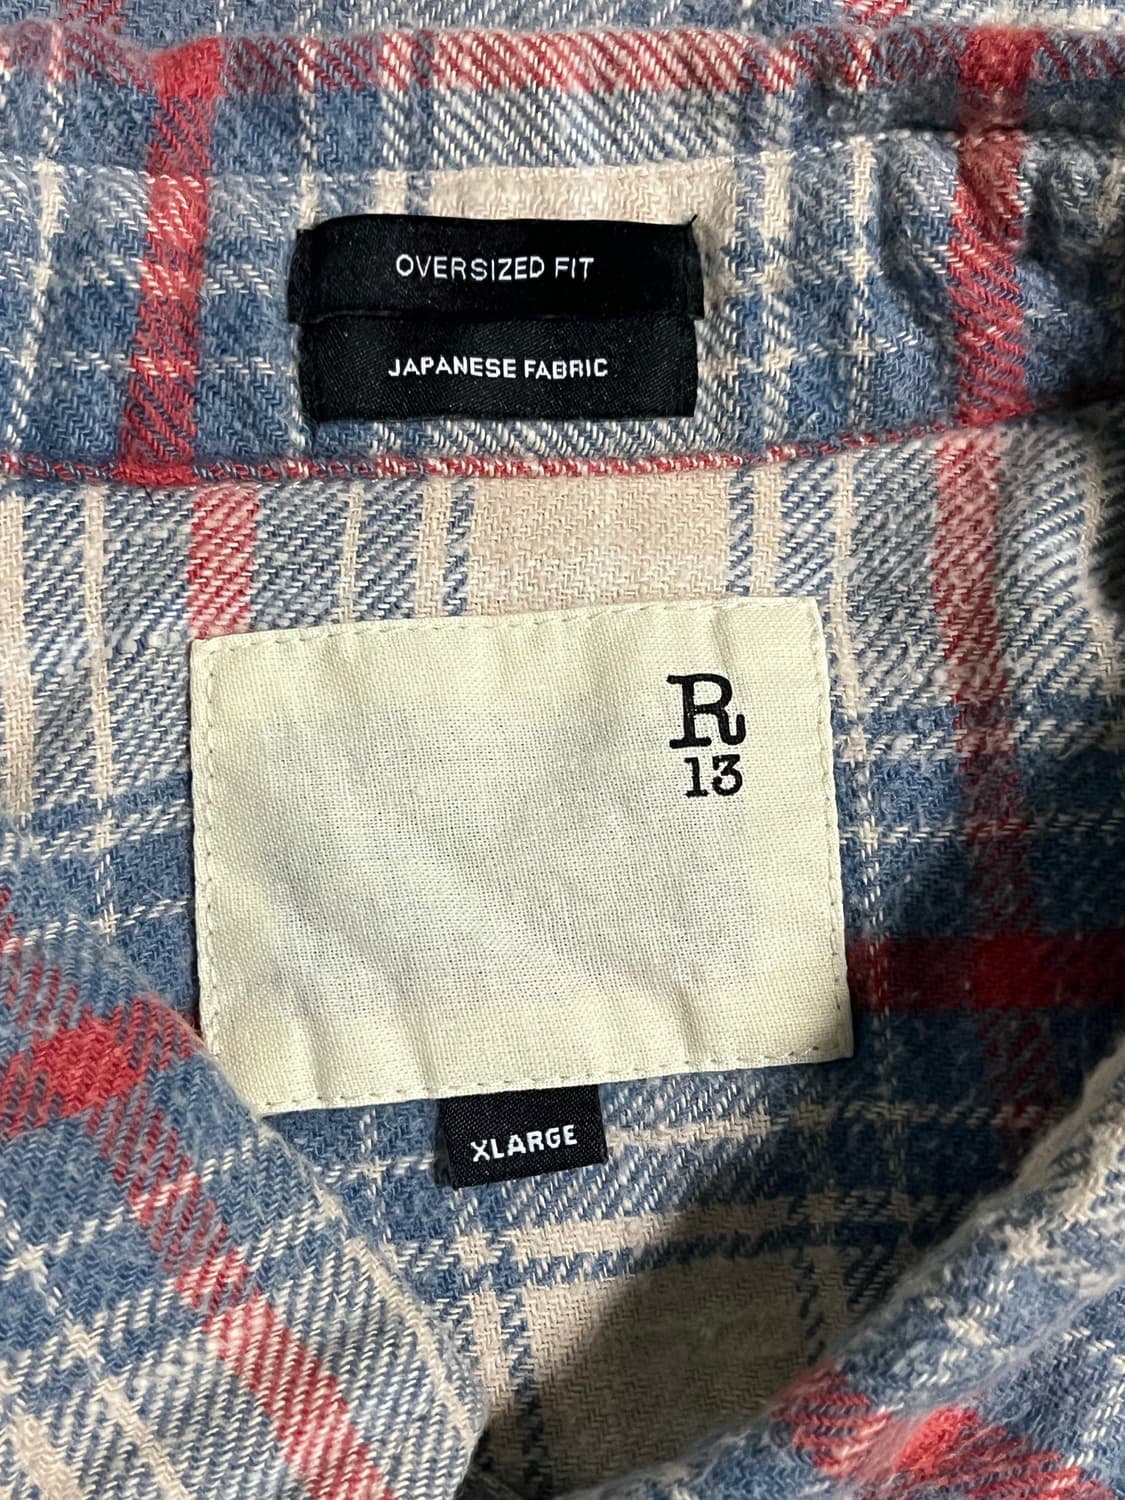 OVERSIZED FIT
JAPANESE FABRIC
R
13
XLARGE